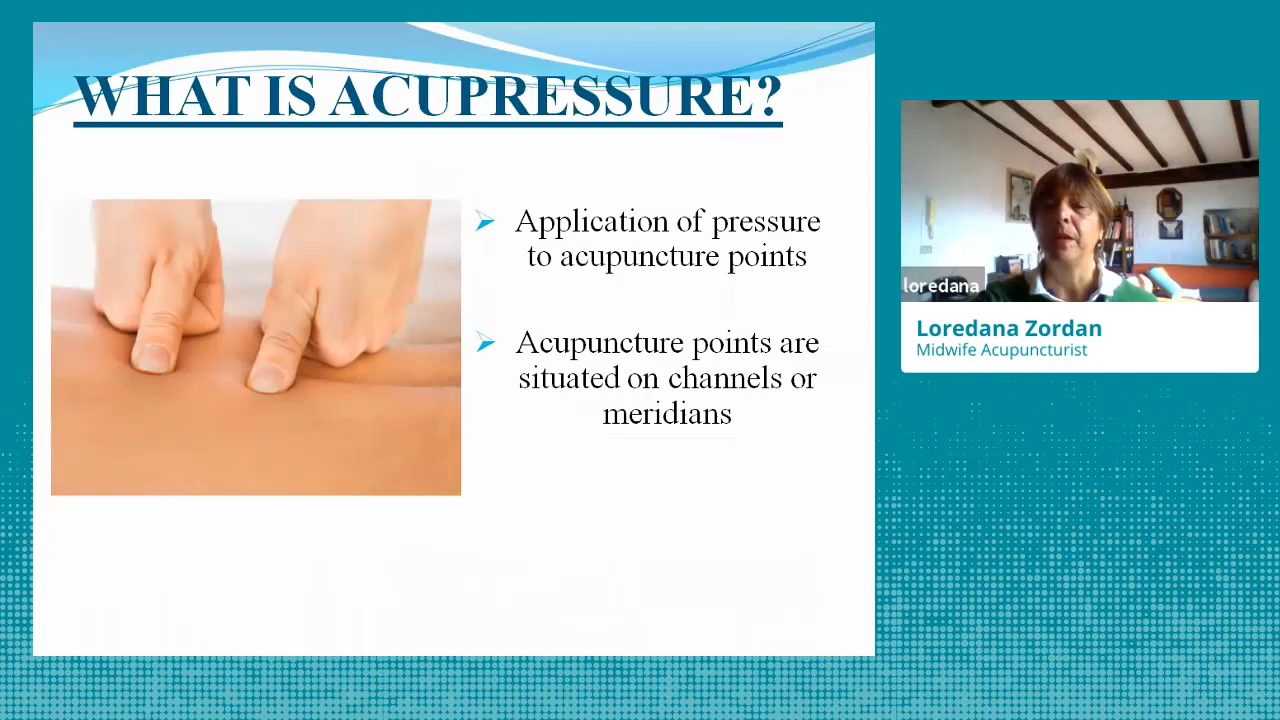 WHAT IS ACUPRESSURE?
Application of pressure
to acupuncture points
Acupuncture points are
situated on channels or
meridians
loredana
Loredana Zordan
Midwife Acupuncturist